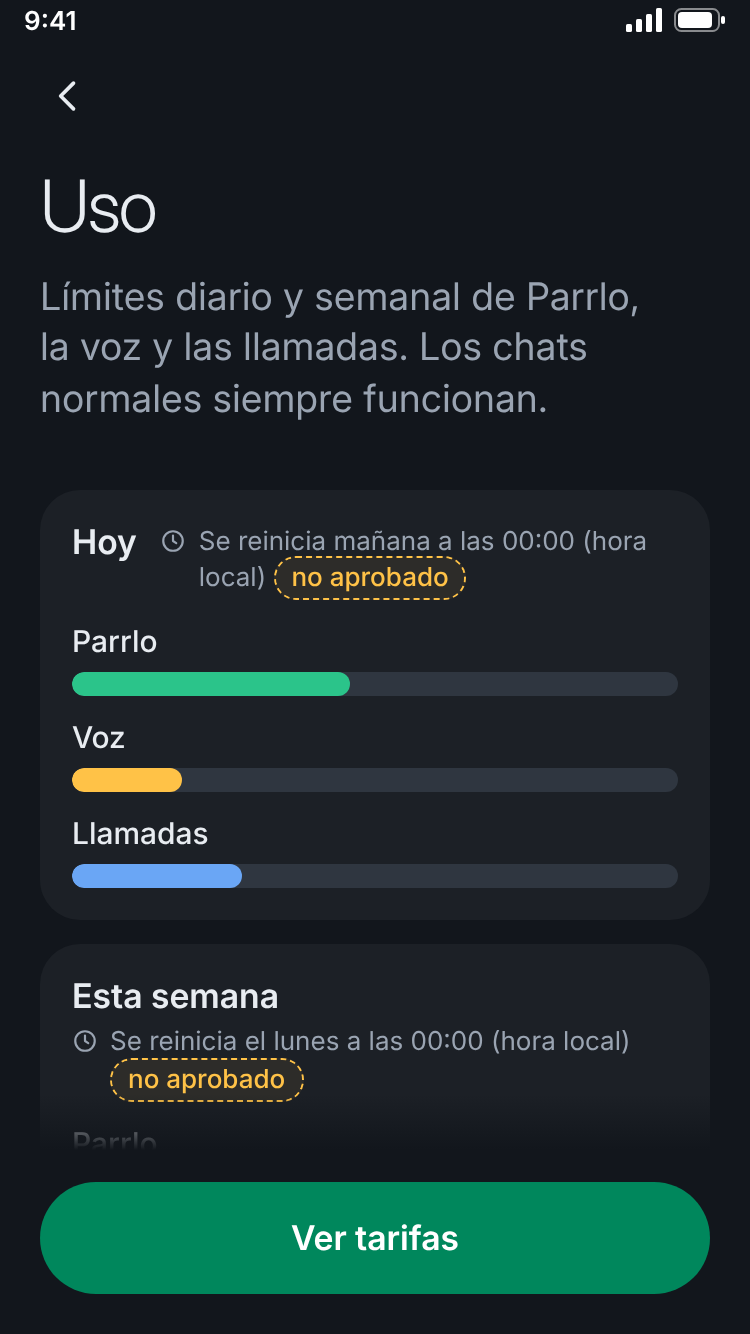 9:41
Uso
Límites diario y semanal de Parrlo,
la voz y las llamadas. Los chats
normales siempre funcionan.
Hoy Se reinicia mañana a las 00:00 (hora
local) no aprobado
Parrlo
Voz
Llamadas
Esta semana
Se reinicia el lunes a las 00:00 (hora local)
no aprobado
Parrlo
Ver tarifas